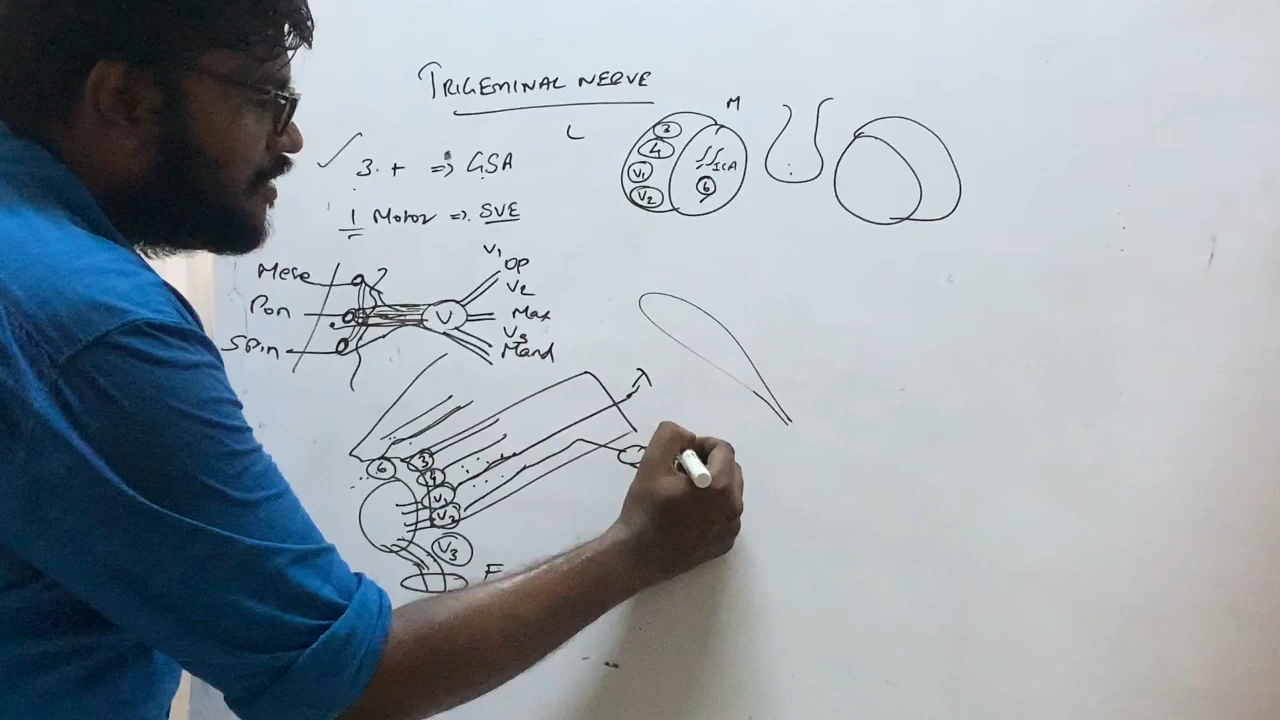 TRIGEMINAL NERVE
M
L
3 + => GSA
1 Motor => SVE
3
4
V1
V2
ICA
6
Mese
Pon
Spin
V
V1
Op
V2
Max
V3
Mand
6
3
4
V1
V2
V3
F